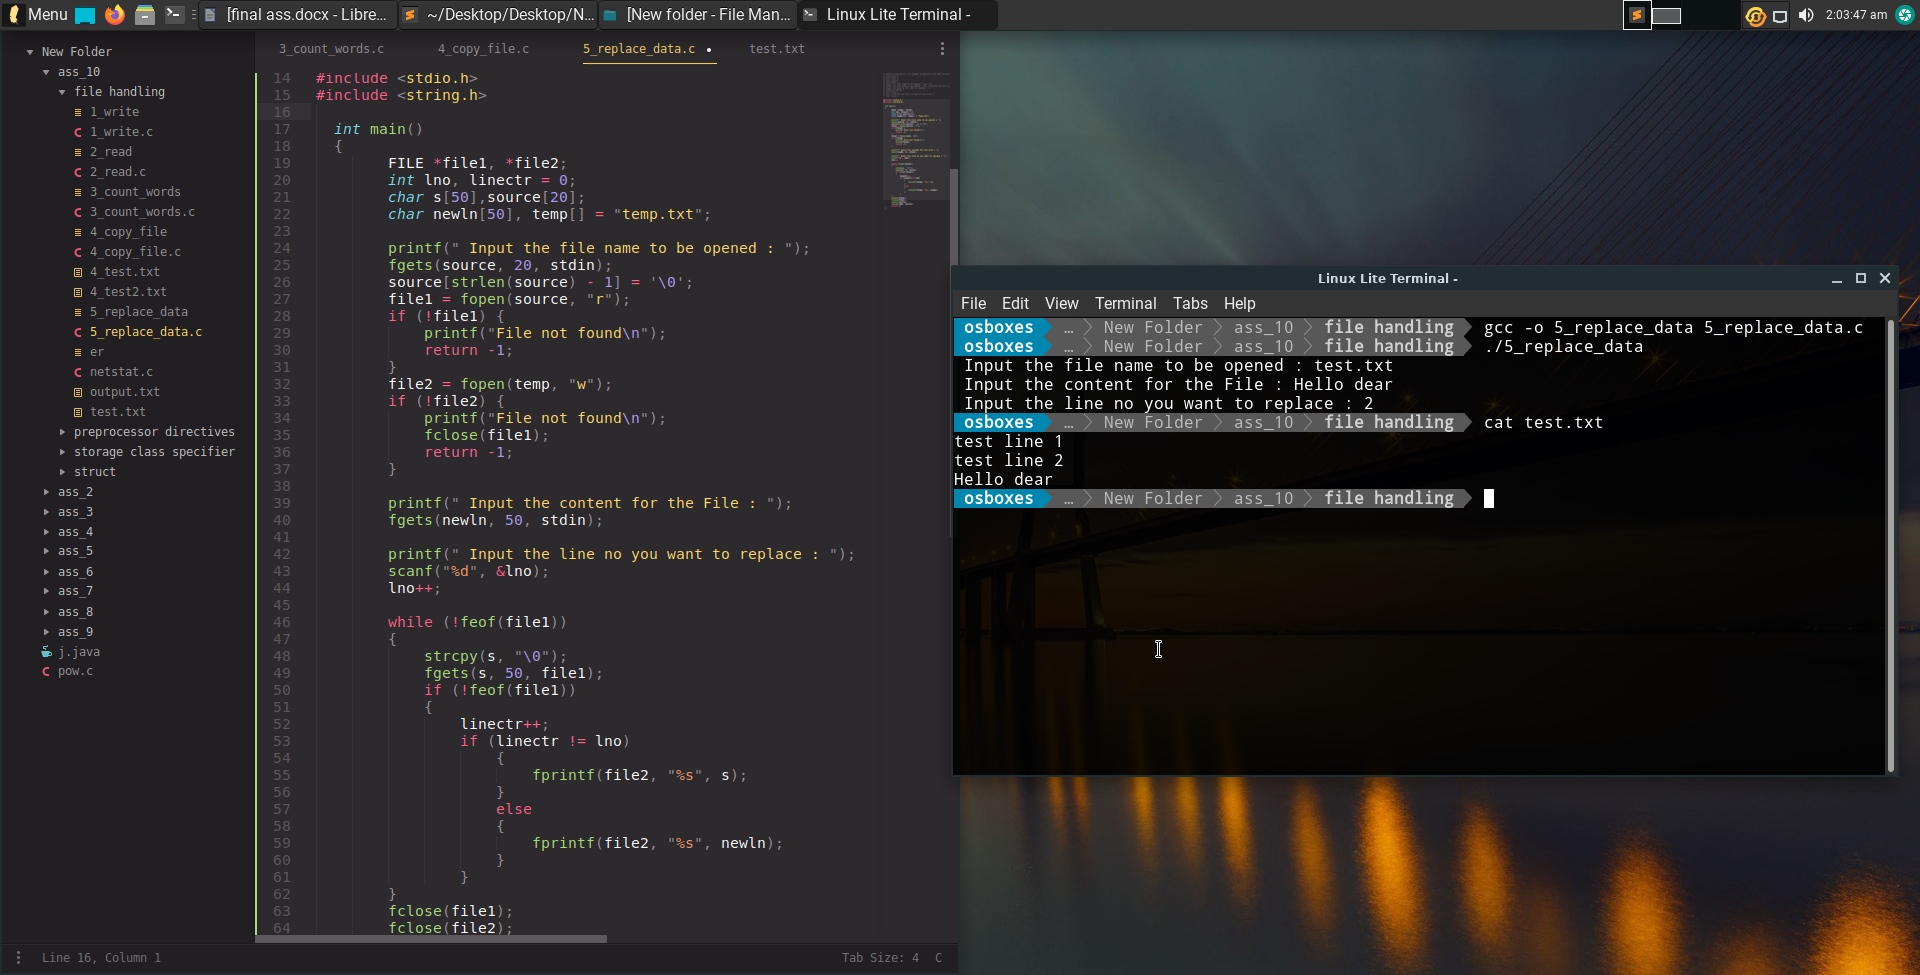 Menu
[final ass.docx - Libre...
~/Desktop/Desktop/N...
[New folder - File Man...
Linux Lite Terminal -
2:03:47 am
New Folder
ass_10
file handling
1_write
1_write.c
2_read
2_read.c
3_count_words
3_count_words.c
4_copy_file
4_copy_file.c
4_test.txt
4_test2.txt
5_replace_data
5_replace_data.c
er
netstat.c
output.txt
test.txt
preprocessor directives
storage class specifier
struct
ass_2
ass_3
ass_4
ass_5
ass_6
ass_7
ass_8
ass_9
j.java
pow.c
3_count_words.c
4_copy_file.c
5_replace_data.c
test.txt
14 #include <stdio.h>
15 #include <string.h>
16
17 int main()
18 {
19 FILE *file1, *file2;
20 int lno, linectr = 0;
21 char s[50],source[20];
22 char newln[50], temp[] = "temp.txt";
23
24 printf(" Input the file name to be opened : ");
25 fgets(source, 20, stdin);
26 source[strlen(source) - 1] = '\0';
27 file1 = fopen(source, "r");
28 if (!file1) {
29 printf("File not found\n");
30 return -1;
31 }
32 file2 = fopen(temp, "w");
33 if (!file2) {
34 printf("File not found\n");
35 fclose(file1);
36 return -1;
37 }
38
39 printf(" Input the content for the File : ");
40 fgets(newln, 50, stdin);
41
42 printf(" Input the line no you want to replace : ");
43 scanf("%d", &lno);
44 lno++;
45
46 while (!feof(file1))
47 {
48 strcpy(s, "\0");
49 fgets(s, 50, file1);
50 if (!feof(file1))
51 {
52 linectr++;
53 if (linectr != lno)
54 {
55 fprintf(file2, "%s", s);
56 }
57 else
58 {
59 fprintf(file2, "%s", newln);
60 }
61 }
62 }
63 fclose(file1);
64 fclose(file2);
Line 16, Column 1
Tab Size: 4
C
Linux Lite Terminal -
File Edit View Terminal Tabs Help
osboxes … New Folder ass_10 file handling gcc -o 5_replace_data 5_replace_data.c
osboxes … New Folder ass_10 file handling ./5_replace_data
Input the file name to be opened : test.txt
Input the content for the File : Hello dear
Input the line no you want to replace : 2
osboxes … New Folder ass_10 file handling cat test.txt
test line 1
test line 2
Hello dear
osboxes … New Folder ass_10 file handling